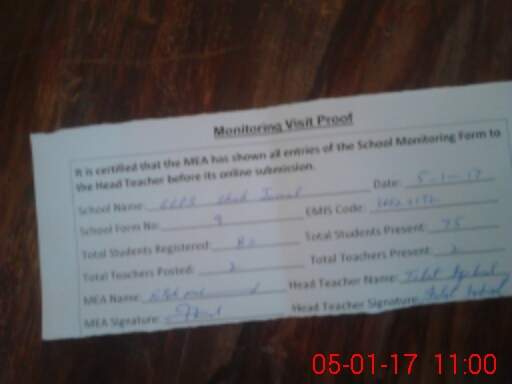 Monitoring Visit Proof
It is certified that the MEA has shown all entries of the School Monitoring Form to
the Head Teacher before its online submission.
School Name: Date: 5-1-17
School Form No: 9 EMIS Code:
Total Students Registered: Total Students Present: 75
Total Teachers Posted: 2 Total Teachers Present: 2
MEA Name: Head Teacher Name: Talat
MEA Signature: Head Teacher Signature: Talat
05-01-17 11:00